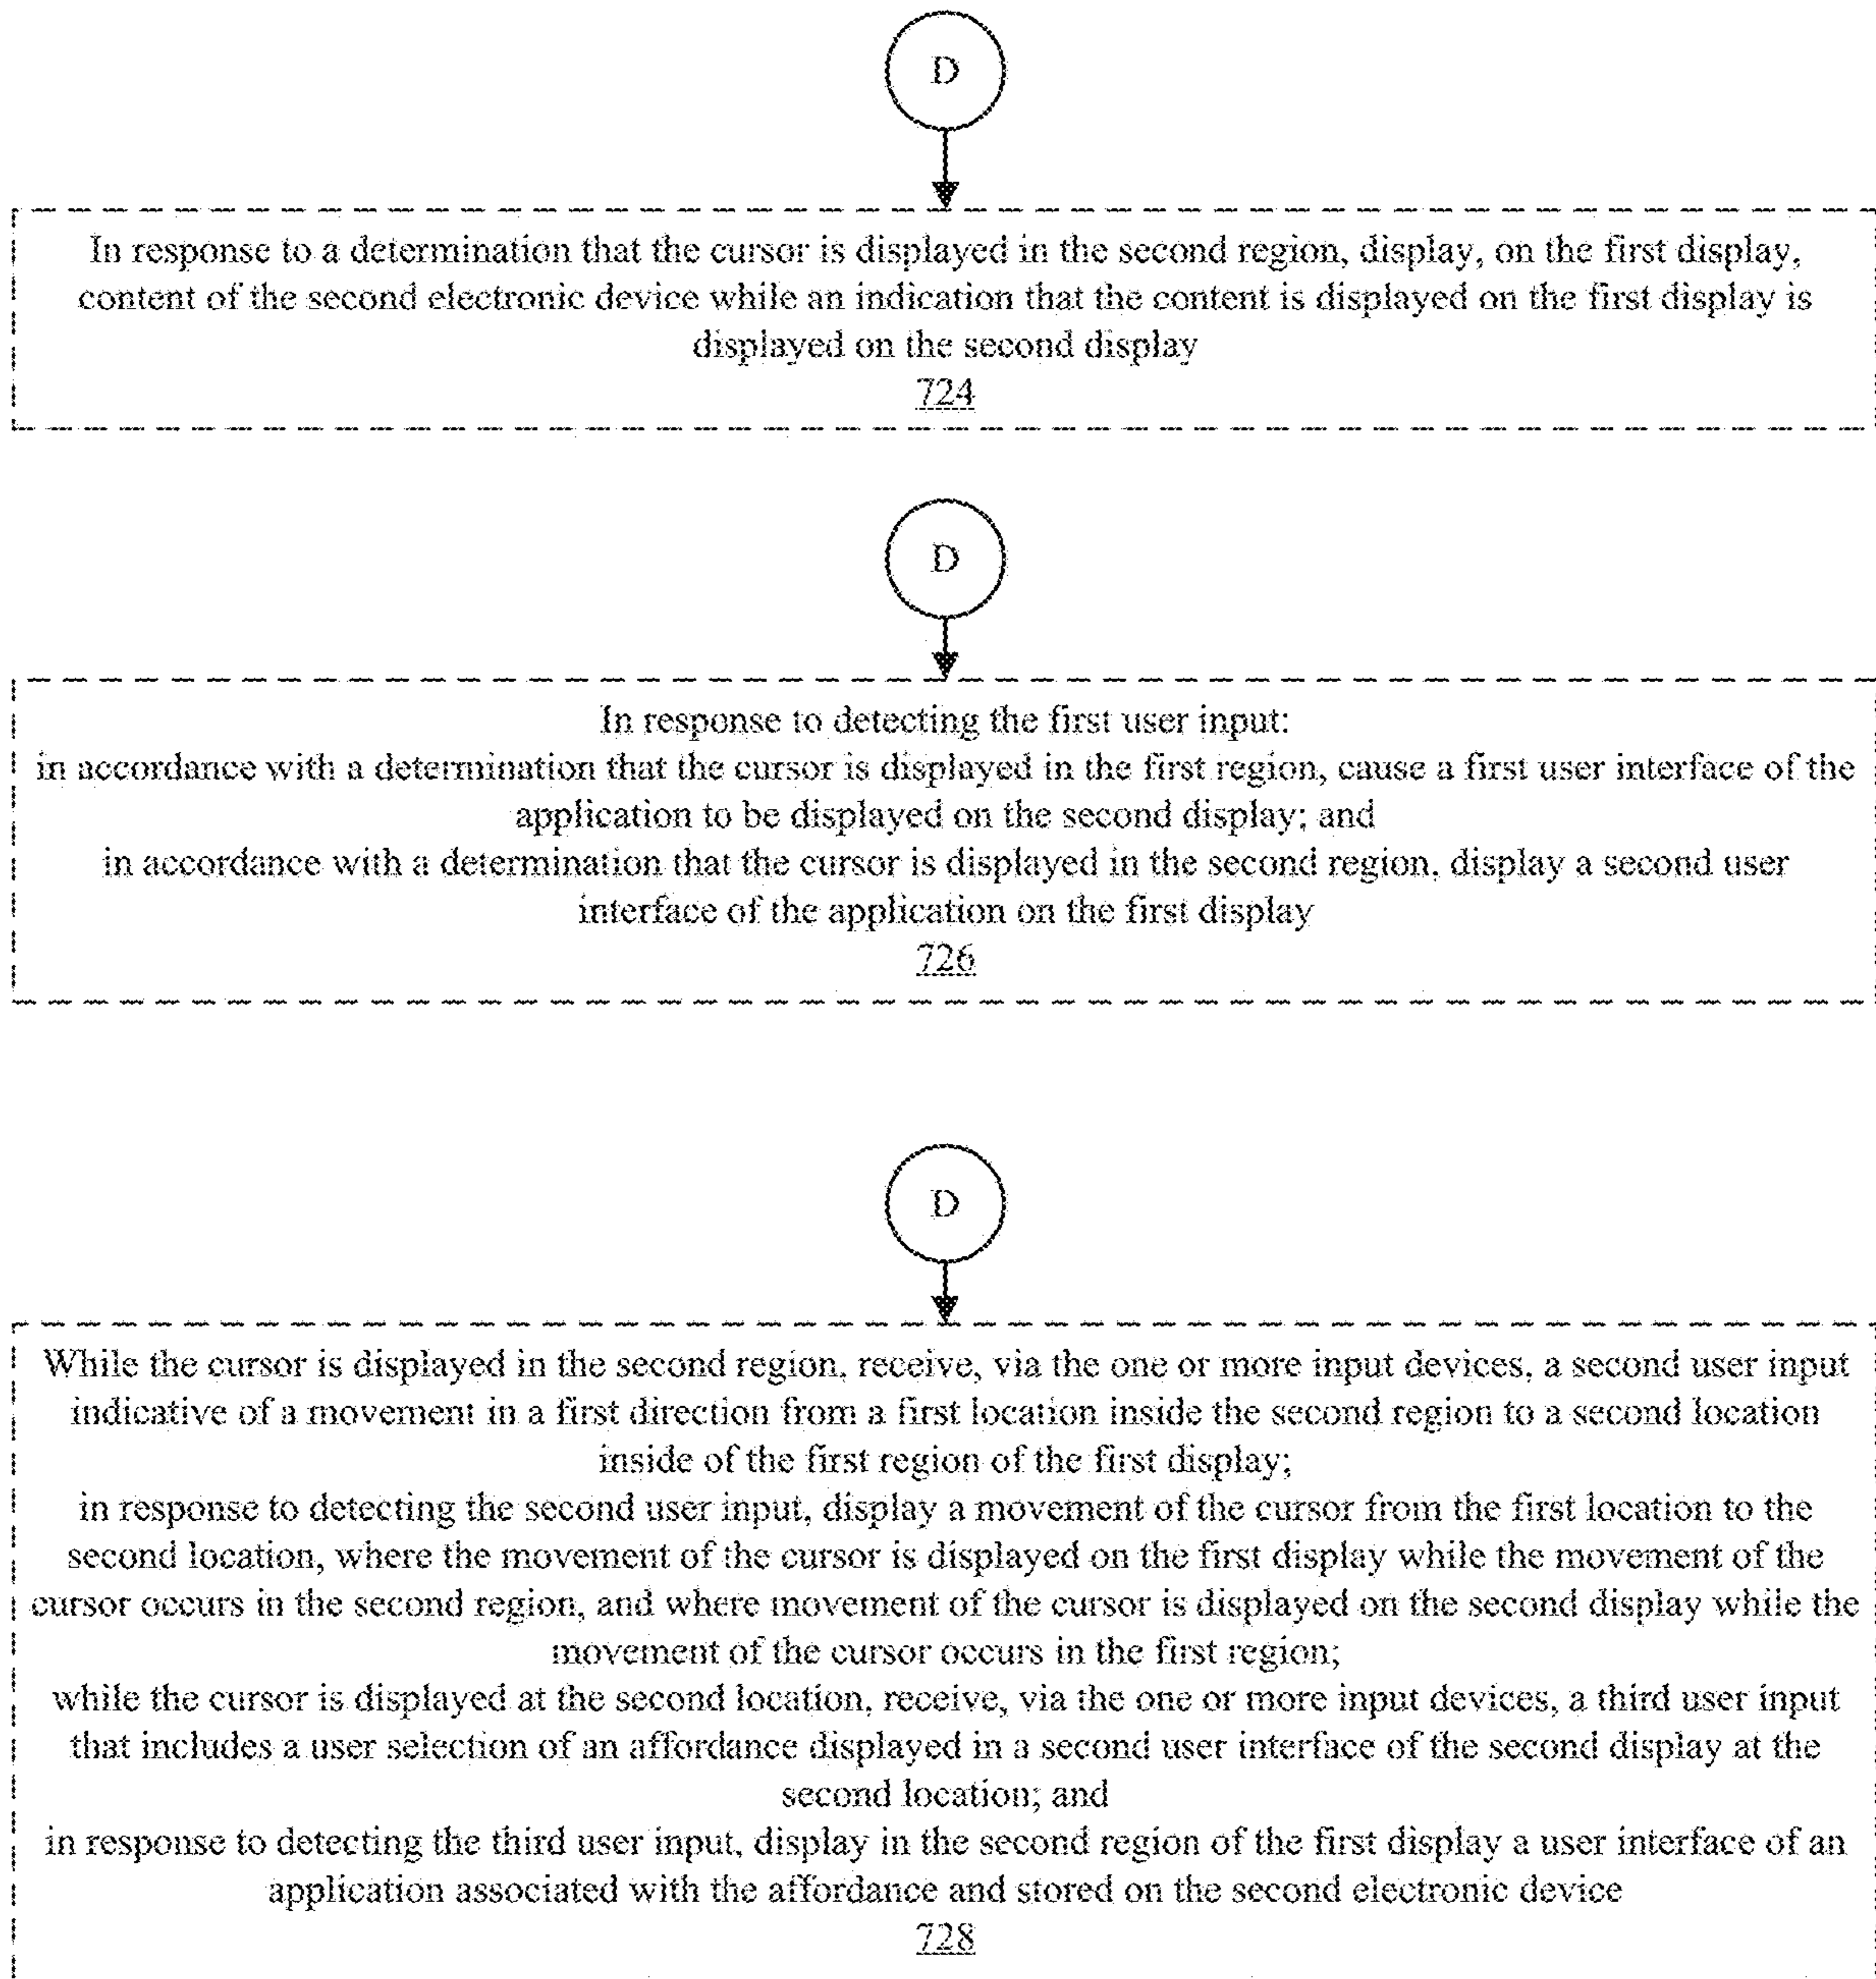 D
In response to a determination that the cursor is displayed in the second region, display, on the first display,
content of the second electronic device while an indication that the content is displayed on the first display is
displayed on the second display
724
D
In response to detecting the first user input:
in accordance with a determination that the cursor is displayed in the first region, cause a first user interface of the
application to be displayed on the second display; and
in accordance with a determination that the cursor is displayed in the second region, display a second user
interface of the application on the first display
726
D
While the cursor is displayed in the second region, receive, via the one or more input devices, a second user input
indicative of a movement in a first direction from a first location inside the second region to a second location
inside of the first region of the first display;
in response to detecting the second user input, display a movement of the cursor from the first location to the
second location, where the movement of the cursor is displayed on the first display while the movement of the
cursor occurs in the second region, and where movement of the cursor is displayed on the second display while the
movement of the cursor occurs in the first region;
while the cursor is displayed at the second location, receive, via the one or more input devices, a third user input
that includes a user selection of an affordance displayed in a second user interface of the second display at the
second location; and
in response to detecting the third user input, display in the second region of the first display a user interface of an
application associated with the affordance and stored on the second electronic device
728